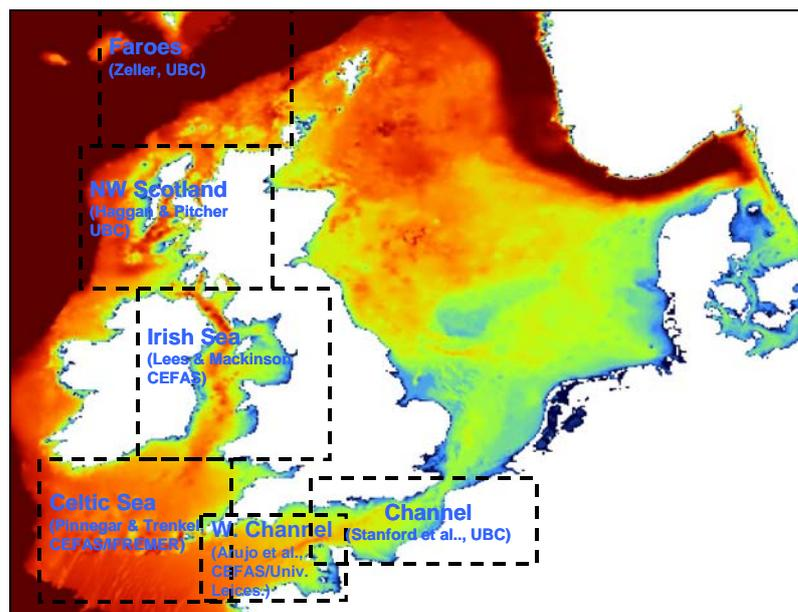 Faroes
(Zeller, UBC)
NW Scotland
(Haggan & Pitcher
UBC)
Irish Sea
(Lees & Mackinson
CEFAS)
Celtic Sea
(Pinnegar & Trenkel,
CEFAS/IFREMER)
W. Channel
(Arujo et al.,
CEFAS/Univ.
Leices.)
Channel
(Stanford et al.., UBC)